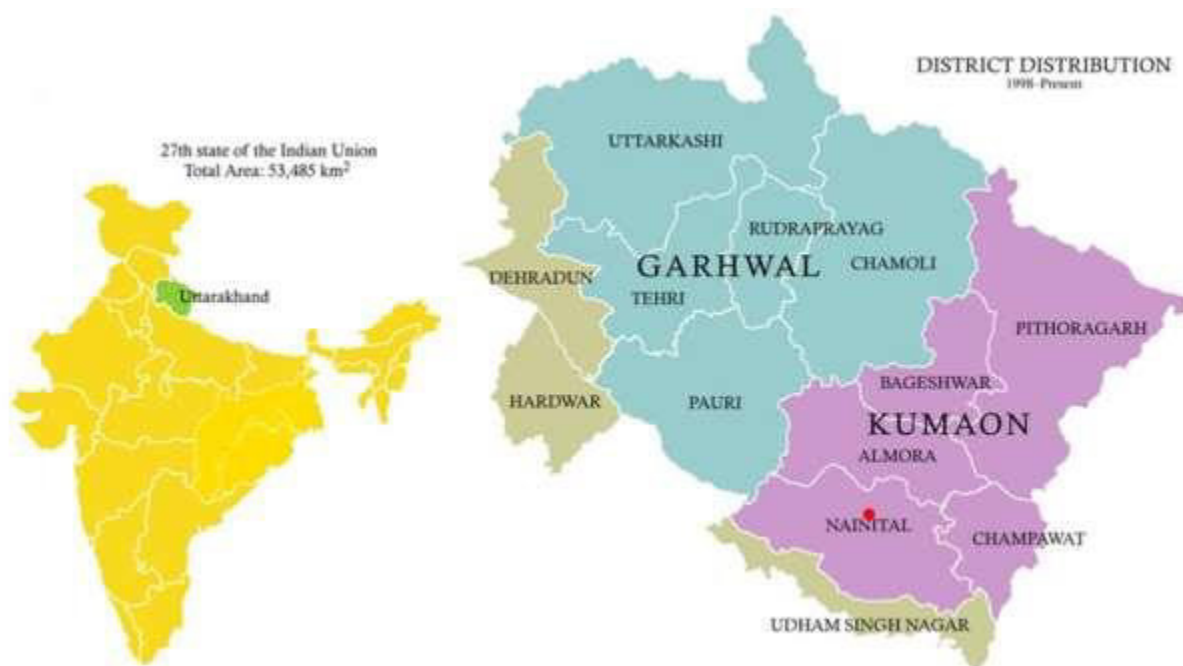 27th state of the Indian Union
Total Area: 53,485 km²
Uttarakhand
DISTRICT DISTRIBUTION
1998-Present
UTTARKASHI
RUDRAPRAYAG
GARHWAL
CHAMOLI
DEHRADUN
TEHRI
PITHORAGARH
BAGESHWAR
HARDWAR
PAURI
KUMAON
ALMORA
NAINITAL
CHAMPAWAT
UDHAM SINGH NAGAR